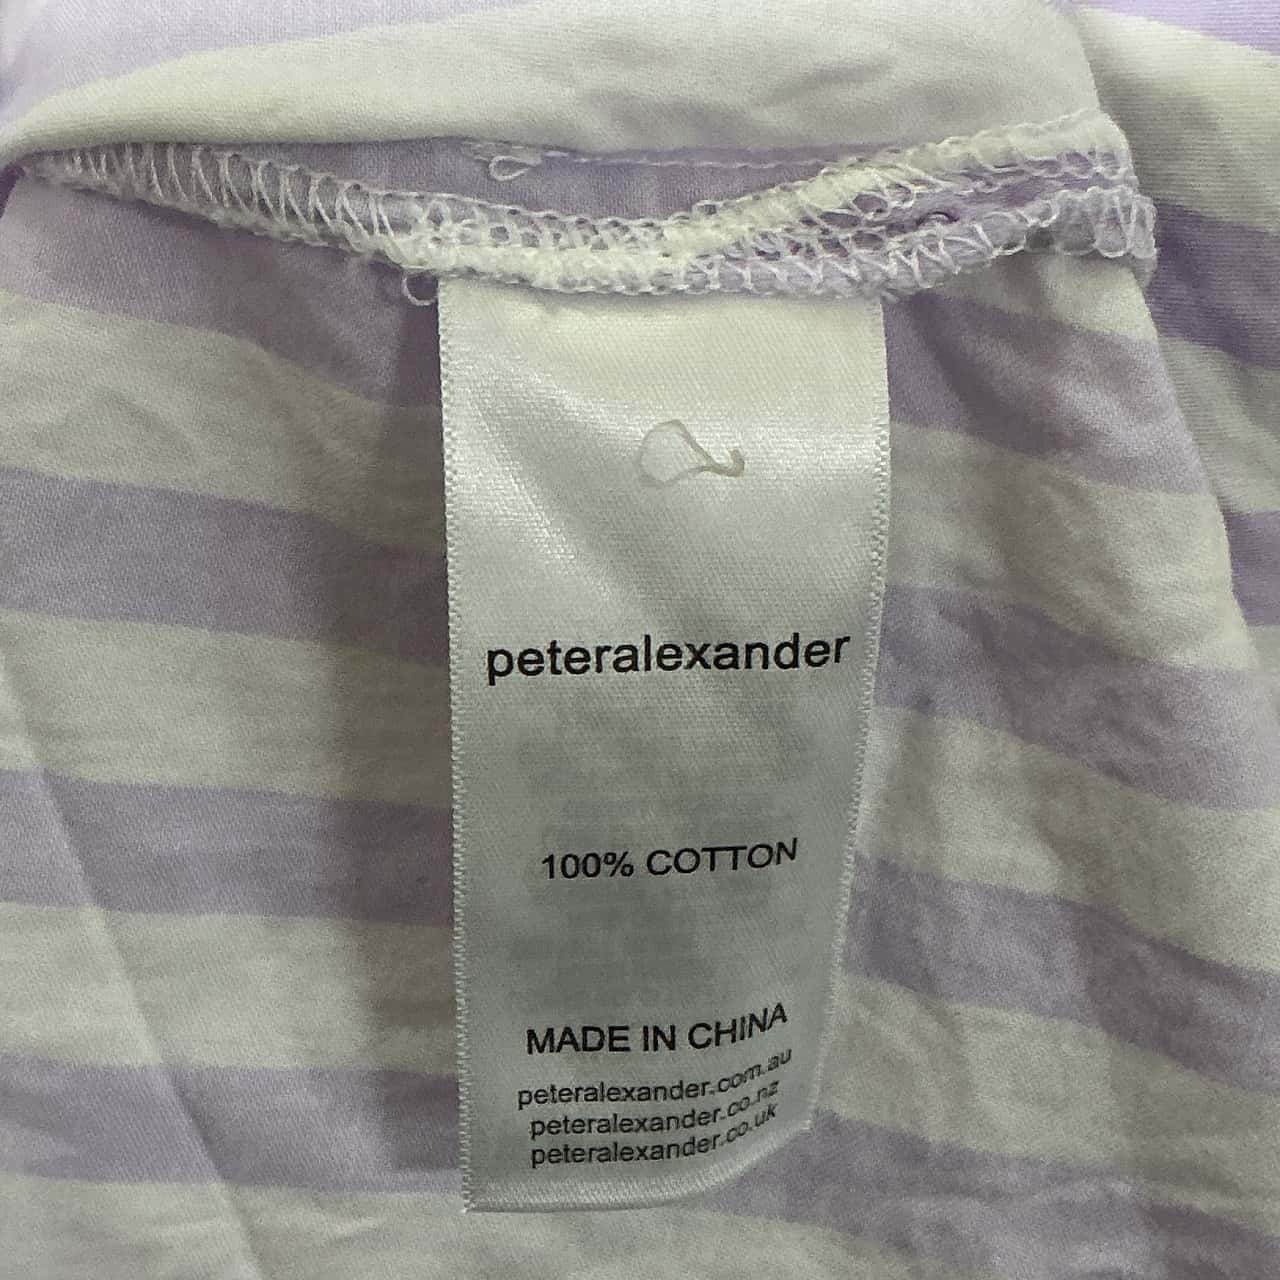 peteralexander
100% COTTON
MADE IN CHINA
peteralexander.com.au
peteralexander.co.nz
peteralexander.co.uk